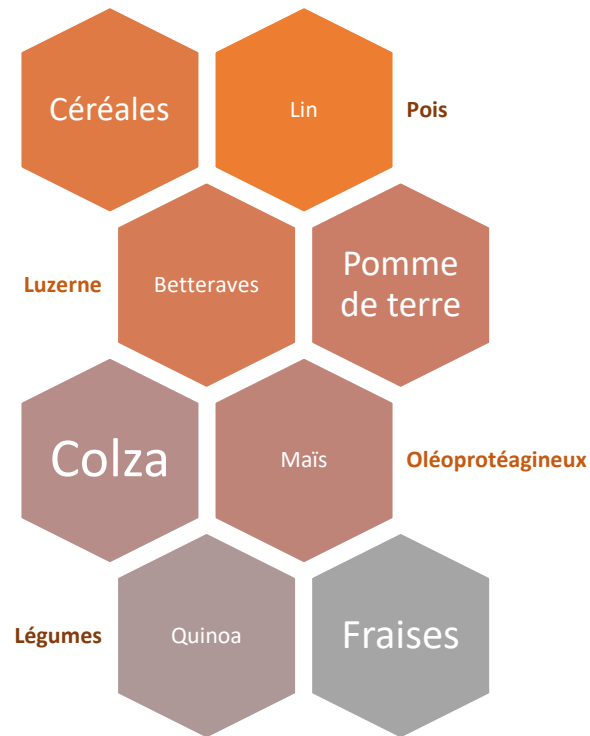 Céréales
Lin
Pois
Luzerne
Betteraves
Pomme
de terre
Colza
Maïs
Oléoprotéagineux
Légumes
Quinoa
Fraises